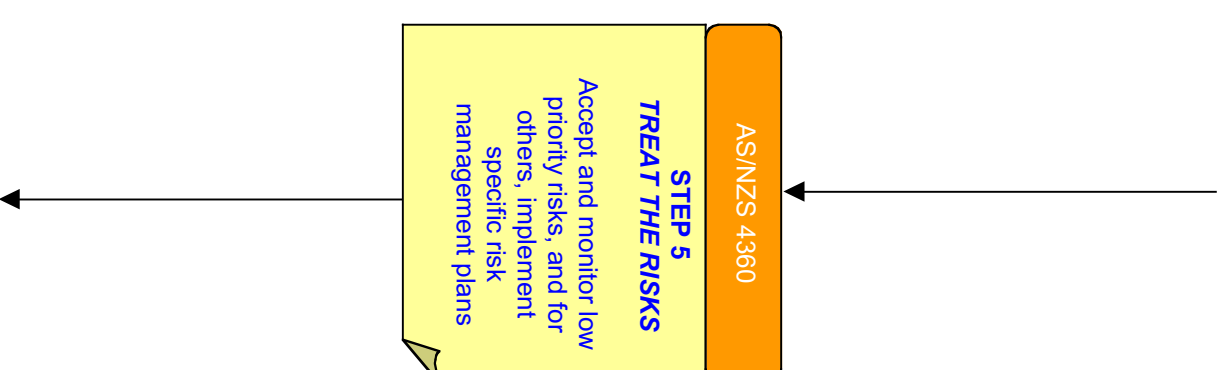 AS/NZS 4360
STEP 5
TREAT THE RISKS
Accept and monitor low
priority risks, and for
others, implement
specific risk
management plans